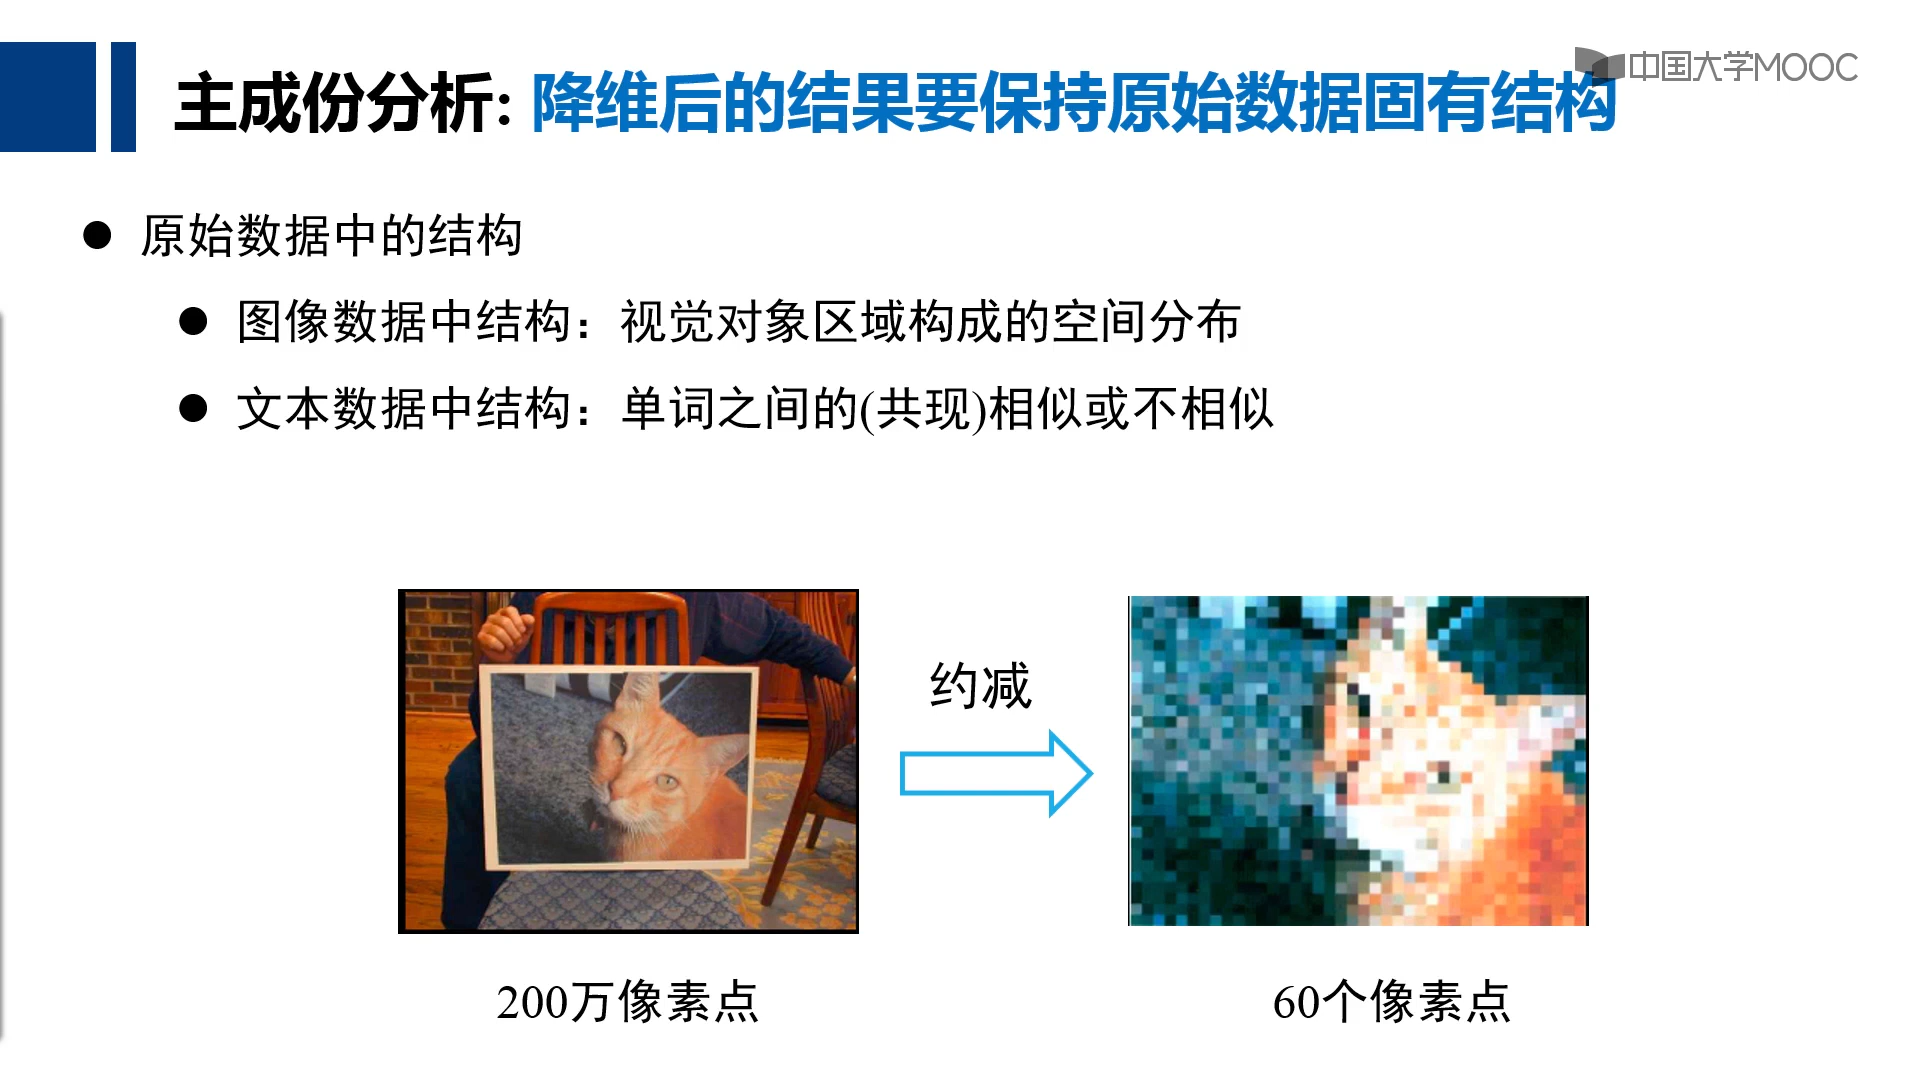 主成份分析: 降维后的结果要保持原始数据固有结构
中国大学MOOC
原始数据中的结构
图像数据中结构：视觉对象区域构成的空间分布
文本数据中结构：单词之间的(共现)相似或不相似
约减
200万像素点
60个像素点